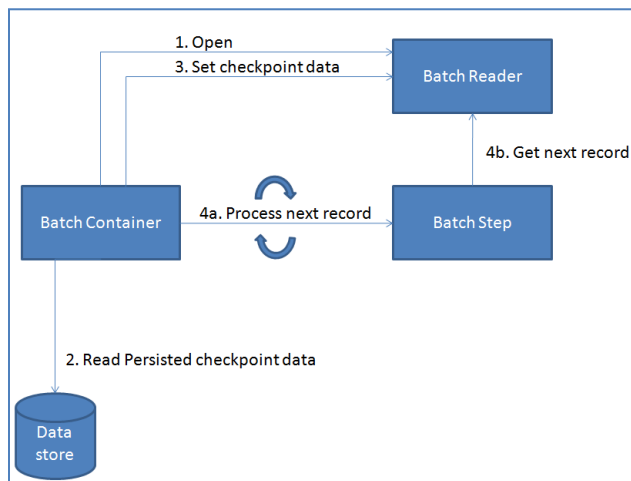 1. Open
3. Set checkpoint data
Batch Reader
4b. Get next record
Batch Container
4a. Process next record
Batch Step
2. Read Persisted checkpoint data
Data
store